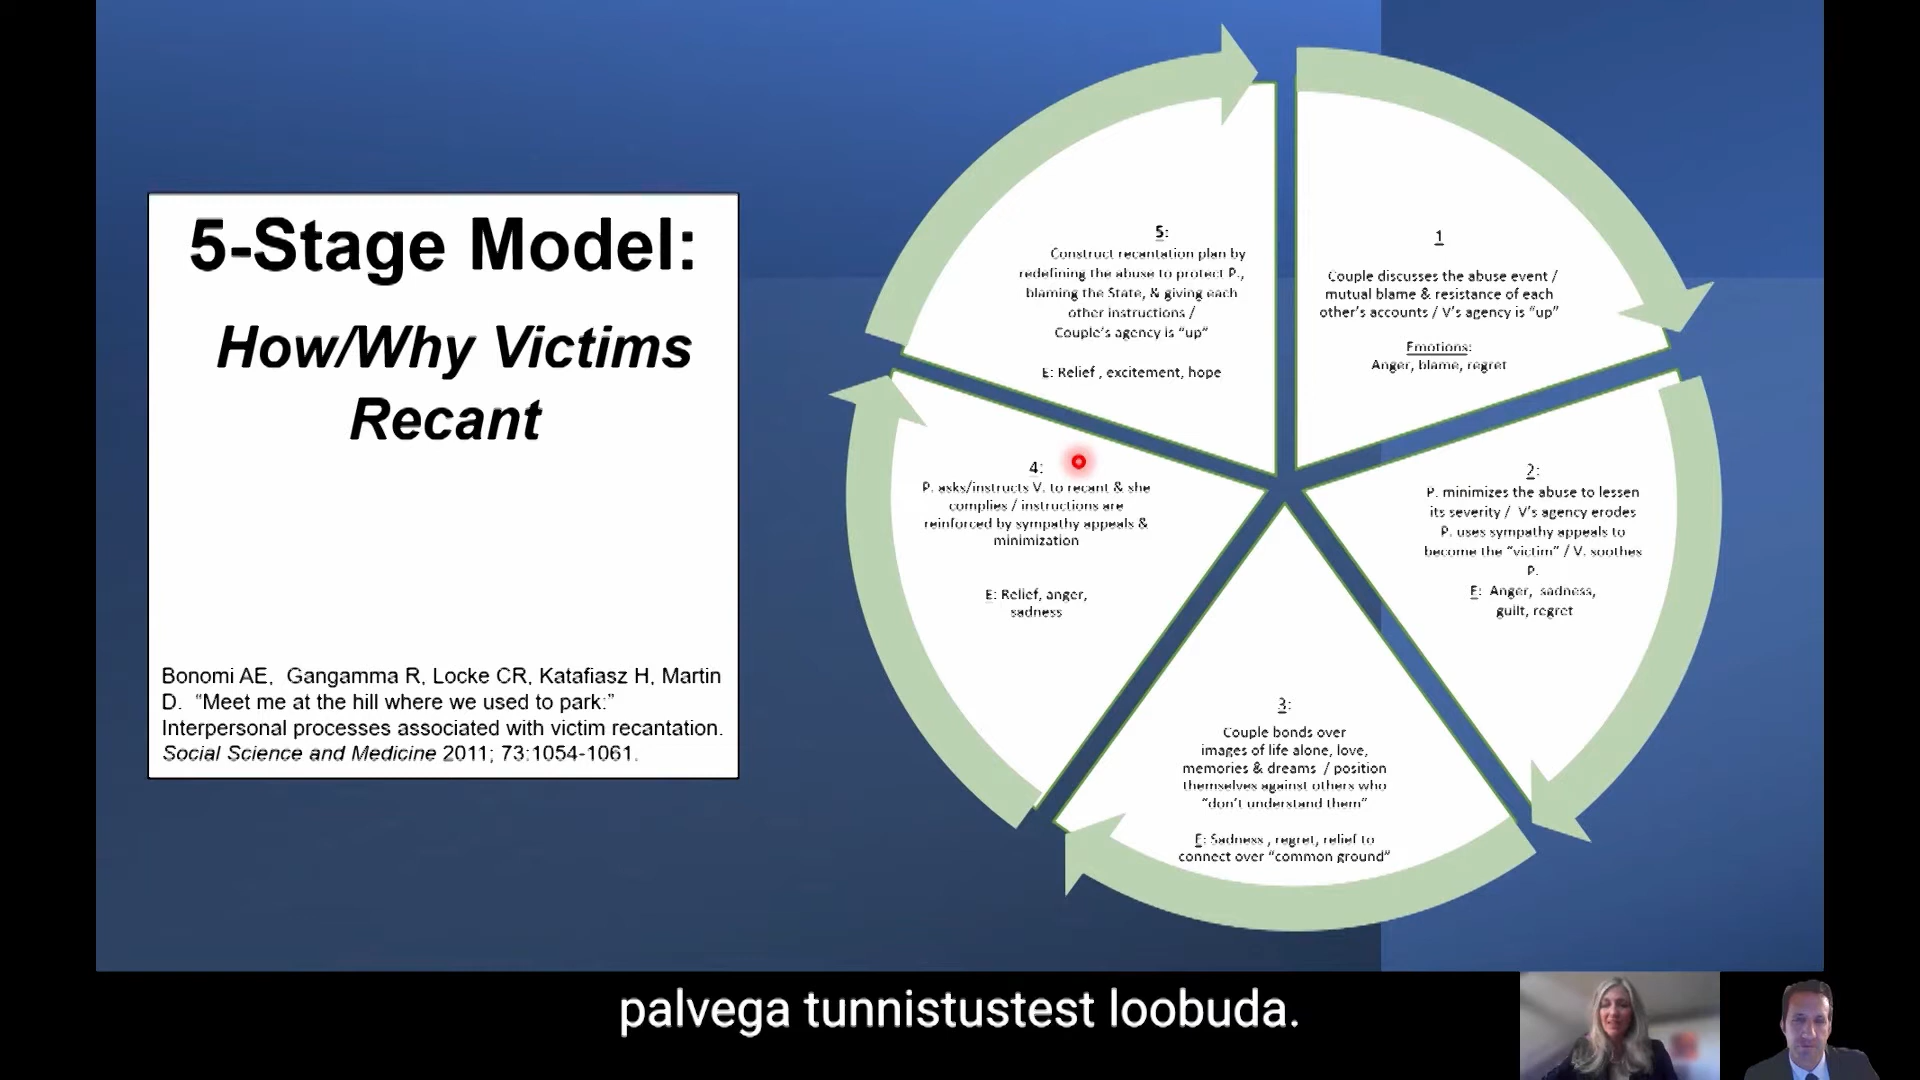 5-Stage Model:
How/Why Victims
Recant
Bonomi AE, Gangamma R, Locke CR, Katafiasz H, Martin
D. “Meet me at the hill where we used to park:”
Interpersonal processes associated with victim recantation.
Social Science and Medicine 2011; 73:1054-1061.
1
Couple discusses the abuse event /
mutual blame & resistance of each
other’s accounts / V’s agency is “up”
Emotions:
Anger, blame, regret
2:
P. minimizes the abuse to lessen
its severity / V’s agency erodes
P. uses sympathy appeals to
become the “victim” / V. soothes
P.
E: Anger, sadness,
guilt, regret
3:
Couple bonds over
images of life alone, love,
memories & dreams / position
themselves against others who
“don’t understand them”
E: Sadness , regret, relief to
connect over “common ground”
4:
P. asks/instructs V. to recant & she
complies / instructions are
reinforced by sympathy appeals &
minimization
E: Relief, anger,
sadness
5:
Construct recantation plan by
redefining the abuse to protect P.,
blaming the State, & giving each
other instructions /
Couple’s agency is “up”
E: Relief , excitement, hope
palvega tunnistustest loobuda.